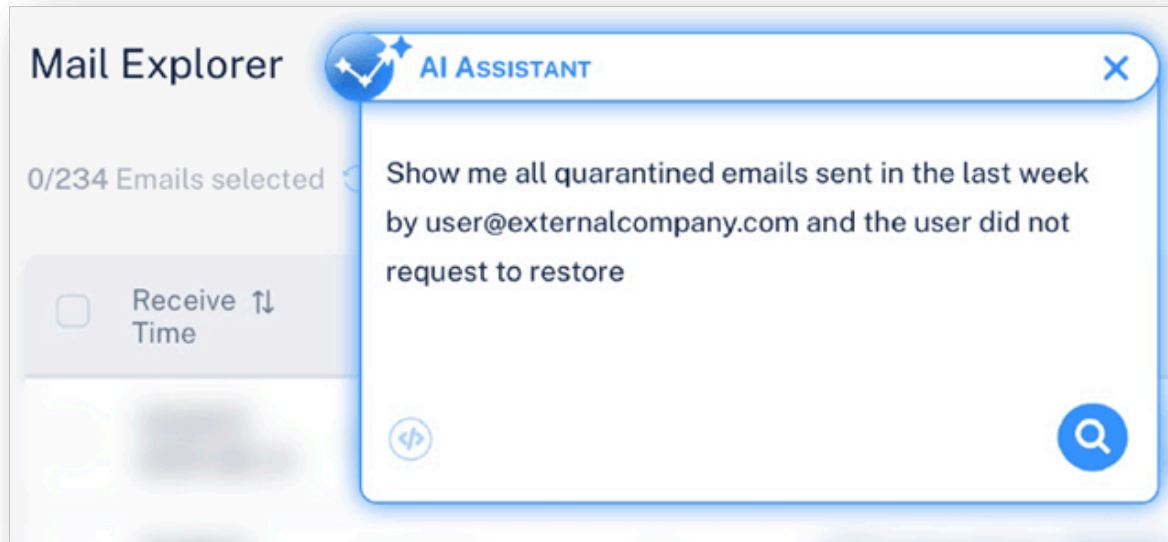 Mail Explorer
AI ASSISTANT
0/234 Emails selected
Show me all quarantined emails sent in the last week
by user@externalcompany.com and the user did not
request to restore
Receive
Time